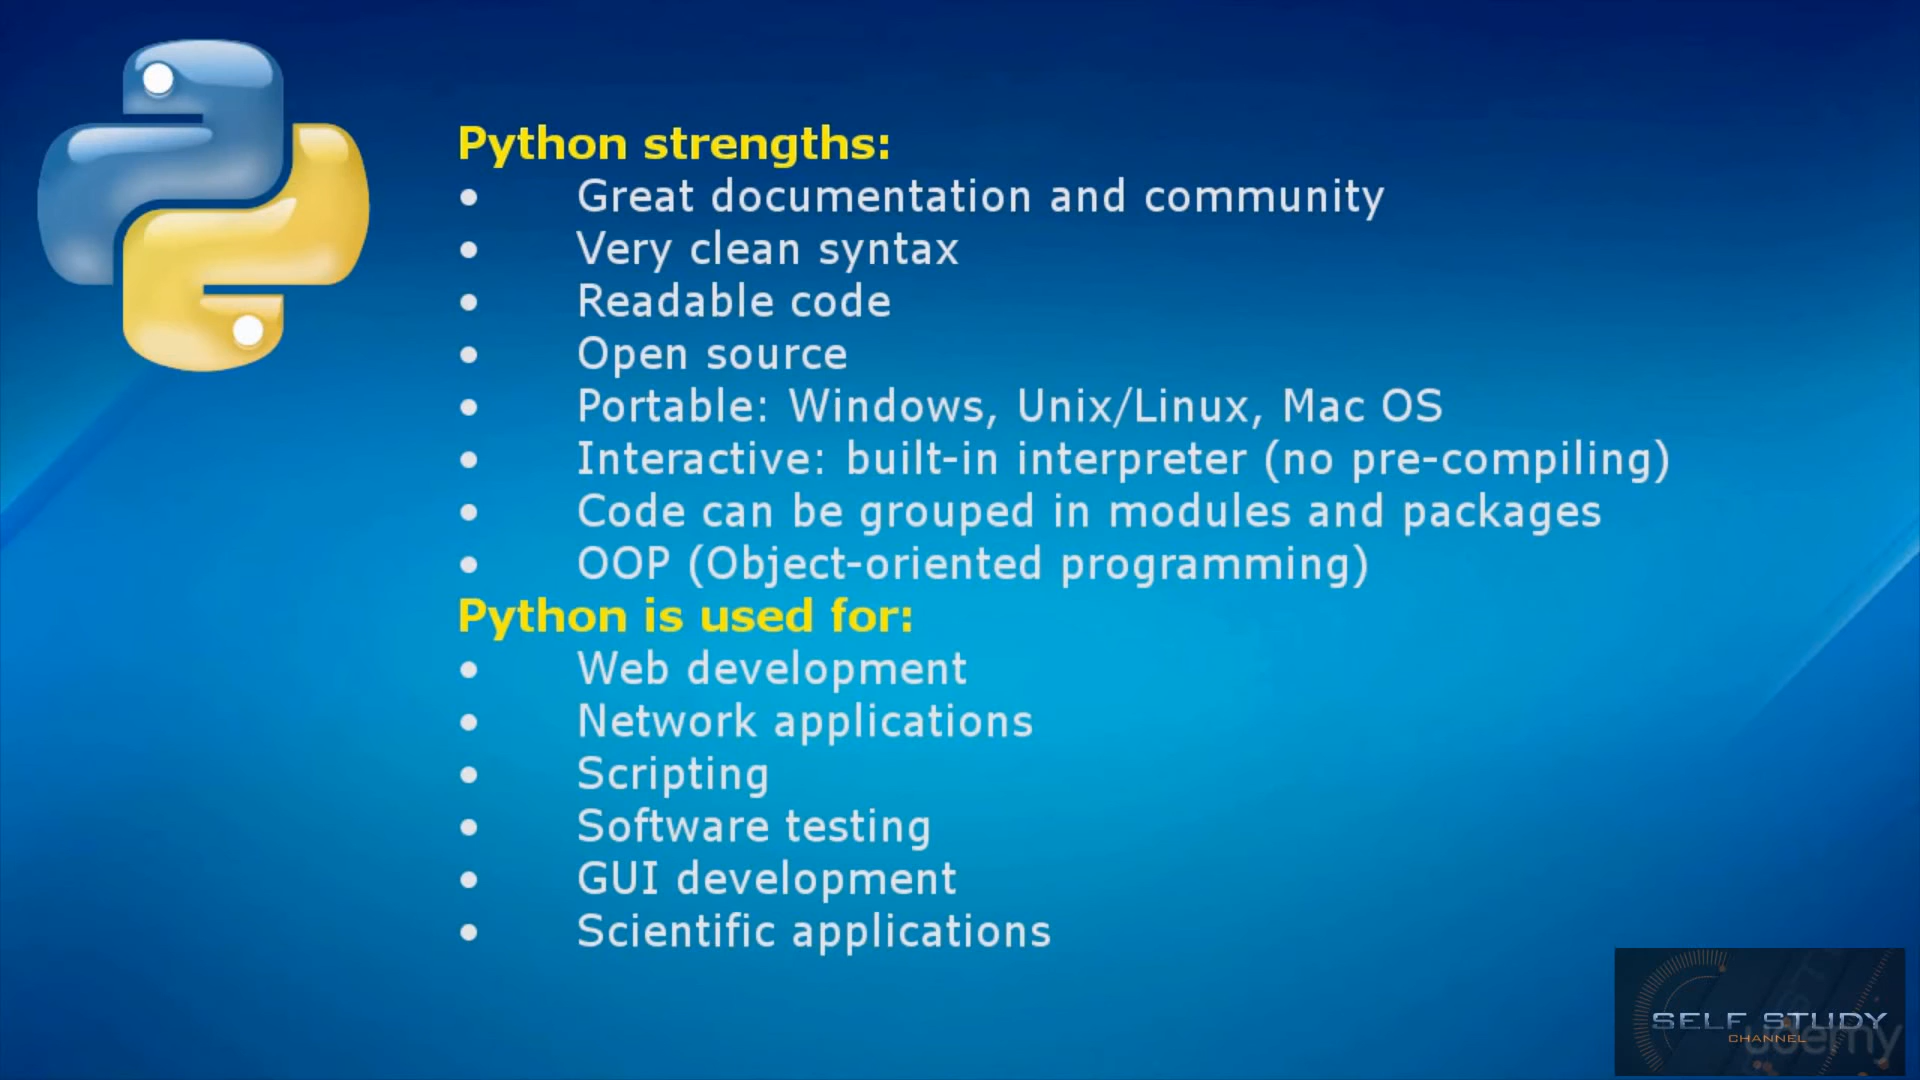 Python strengths:
• Great documentation and community
• Very clean syntax
• Readable code
• Open source
• Portable: Windows, Unix/Linux, Mac OS
• Interactive: built-in interpreter (no pre-compiling)
• Code can be grouped in modules and packages
• OOP (Object-oriented programming)
Python is used for:
• Web development
• Network applications
• Scripting
• Software testing
• GUI development
• Scientific applications
SELF STUDY
CHANNEL
udemy